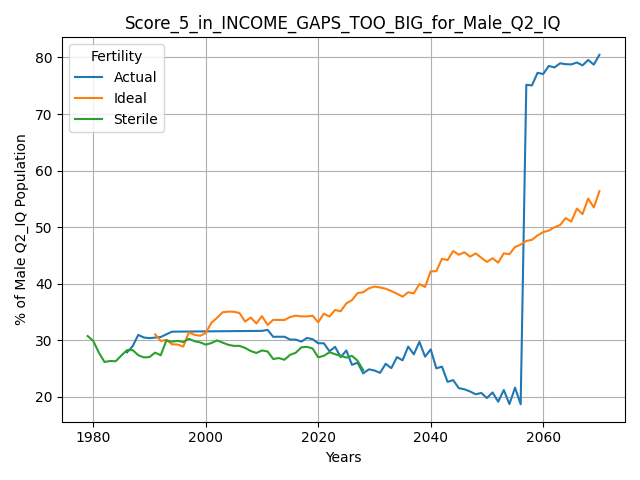 Score_5_in_INCOME_GAPS_TOO_BIG_for_Male_Q2_IQ
Fertility
Actual
Ideal
Sterile
% of Male Q2_IQ Population
80
70
60
50
40
30
20
1980
2000
2020
2040
2060
Years